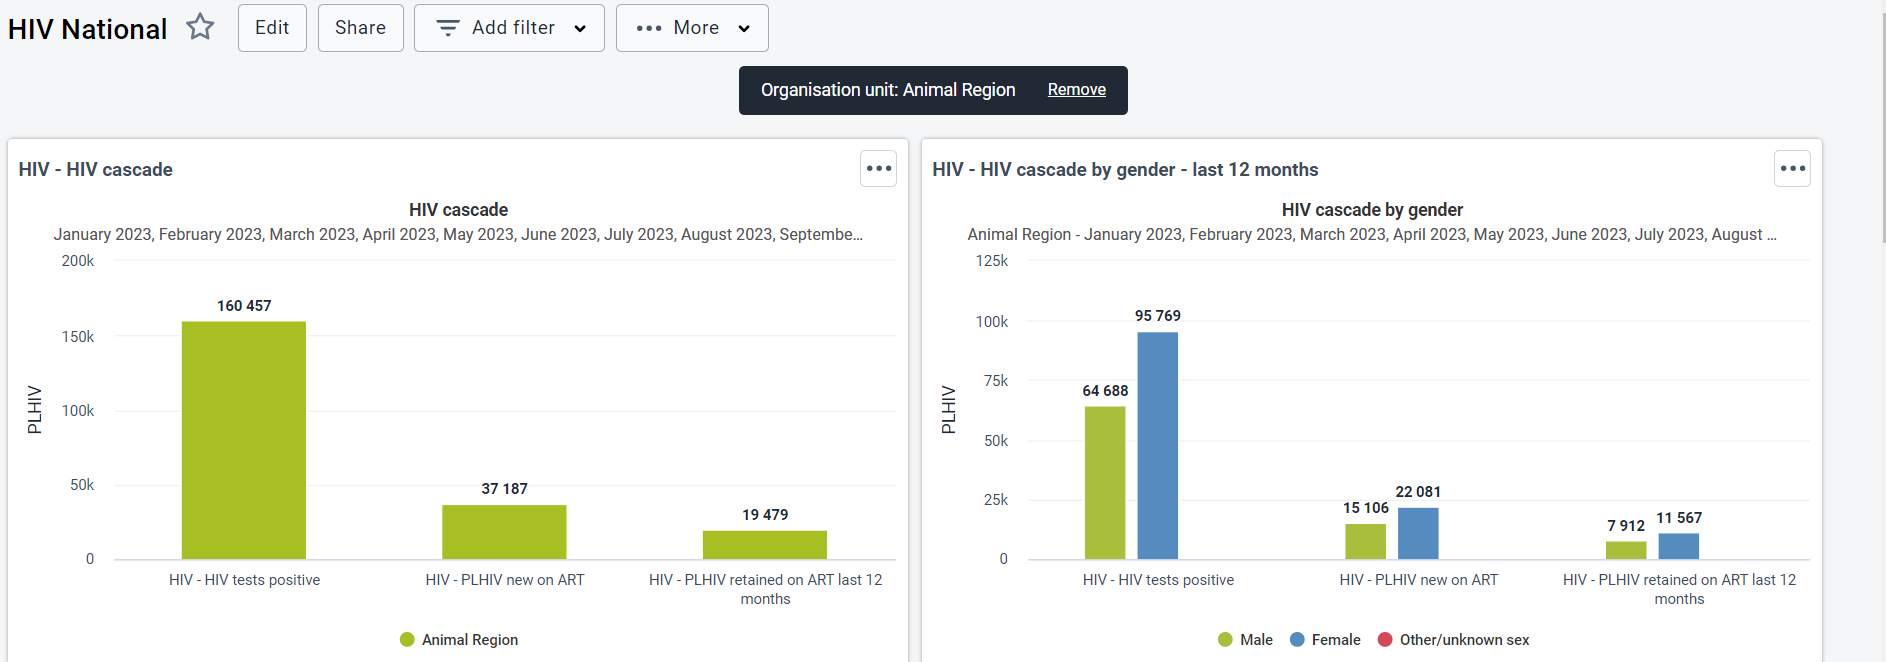 HIV National
Edit
Share
Add filter
More
Organisation unit: Animal Region
Remove
HIV - HIV cascade
HIV cascade
January 2023, February 2023, March 2023, April 2023, May 2023, June 2023, July 2023, August 2023, Septembe...
200k
150k
100k
50k
0
PLHIV
160 457
37 187
19 479
HIV - HIV tests positive
HIV - PLHIV new on ART
HIV - PLHIV retained on ART last 12
months
Animal Region
HIV - HIV cascade by gender - last 12 months
HIV cascade by gender
Animal Region - January 2023, February 2023, March 2023, April 2023, May 2023, June 2023, July 2023, August ...
125k
100k
75k
50k
25k
0
PLHIV
64 688
95 769
15 106
22 081
7 912
11 567
HIV - HIV tests positive
HIV - PLHIV new on ART
HIV - PLHIV retained on ART last 12
months
Male
Female
Other/unknown sex